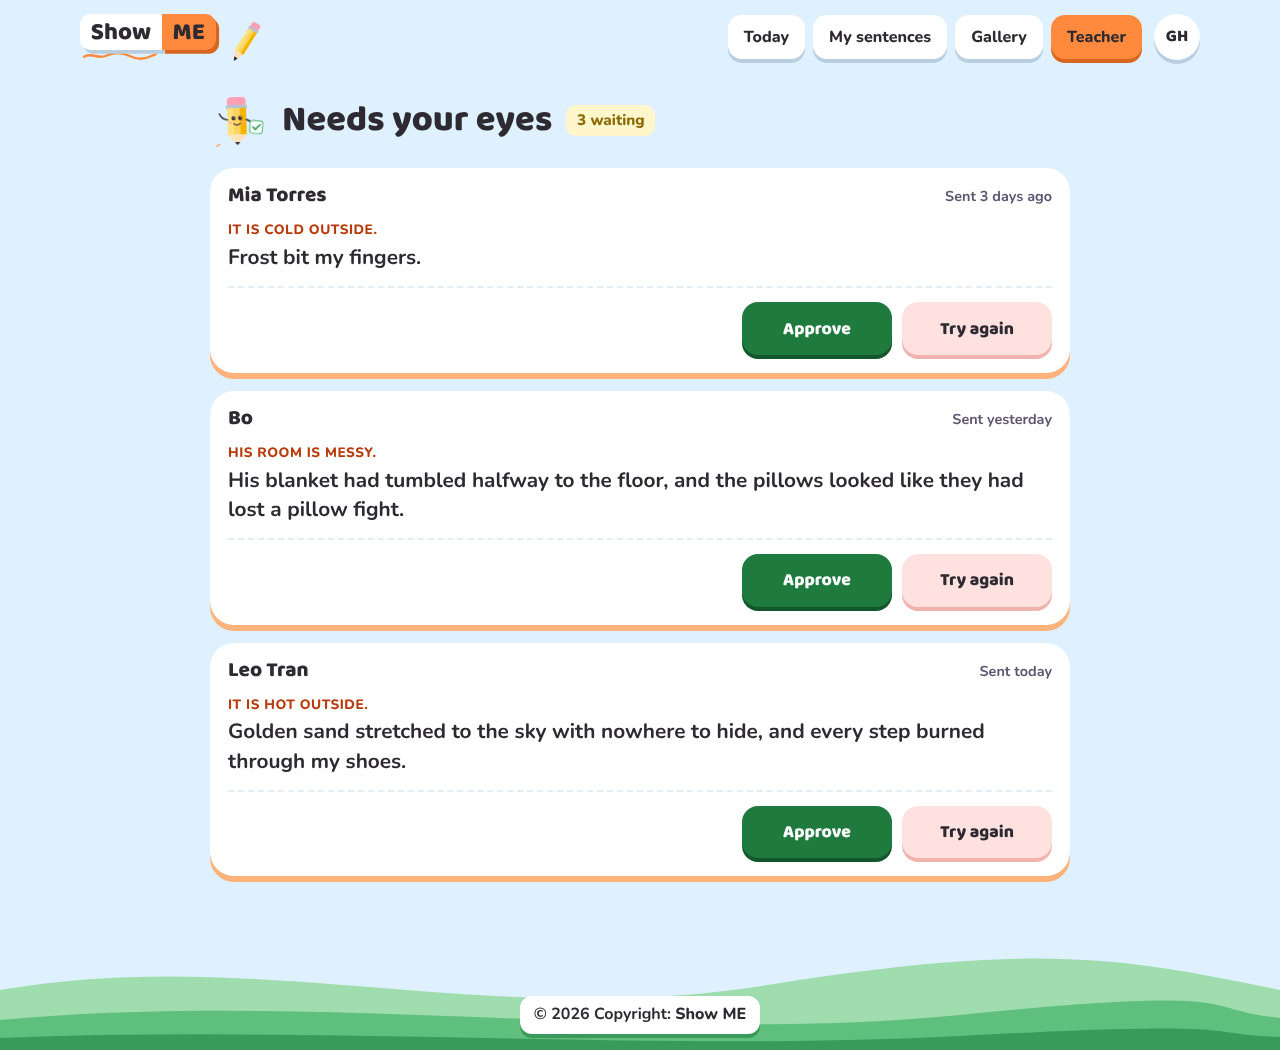 Show ME
Today
My sentences
Gallery
Teacher
GH
Needs your eyes
3 waiting
Mia Torres
Sent 3 days ago
IT IS COLD OUTSIDE.
Frost bit my fingers.
Approve
Try again
Bo
Sent yesterday
HIS ROOM IS MESSY.
His blanket had tumbled halfway to the floor, and the pillows looked like they had
lost a pillow fight.
Approve
Try again
Leo Tran
Sent today
IT IS HOT OUTSIDE.
Golden sand stretched to the sky with nowhere to hide, and every step burned
through my shoes.
Approve
Try again
© 2026 Copyright: Show ME